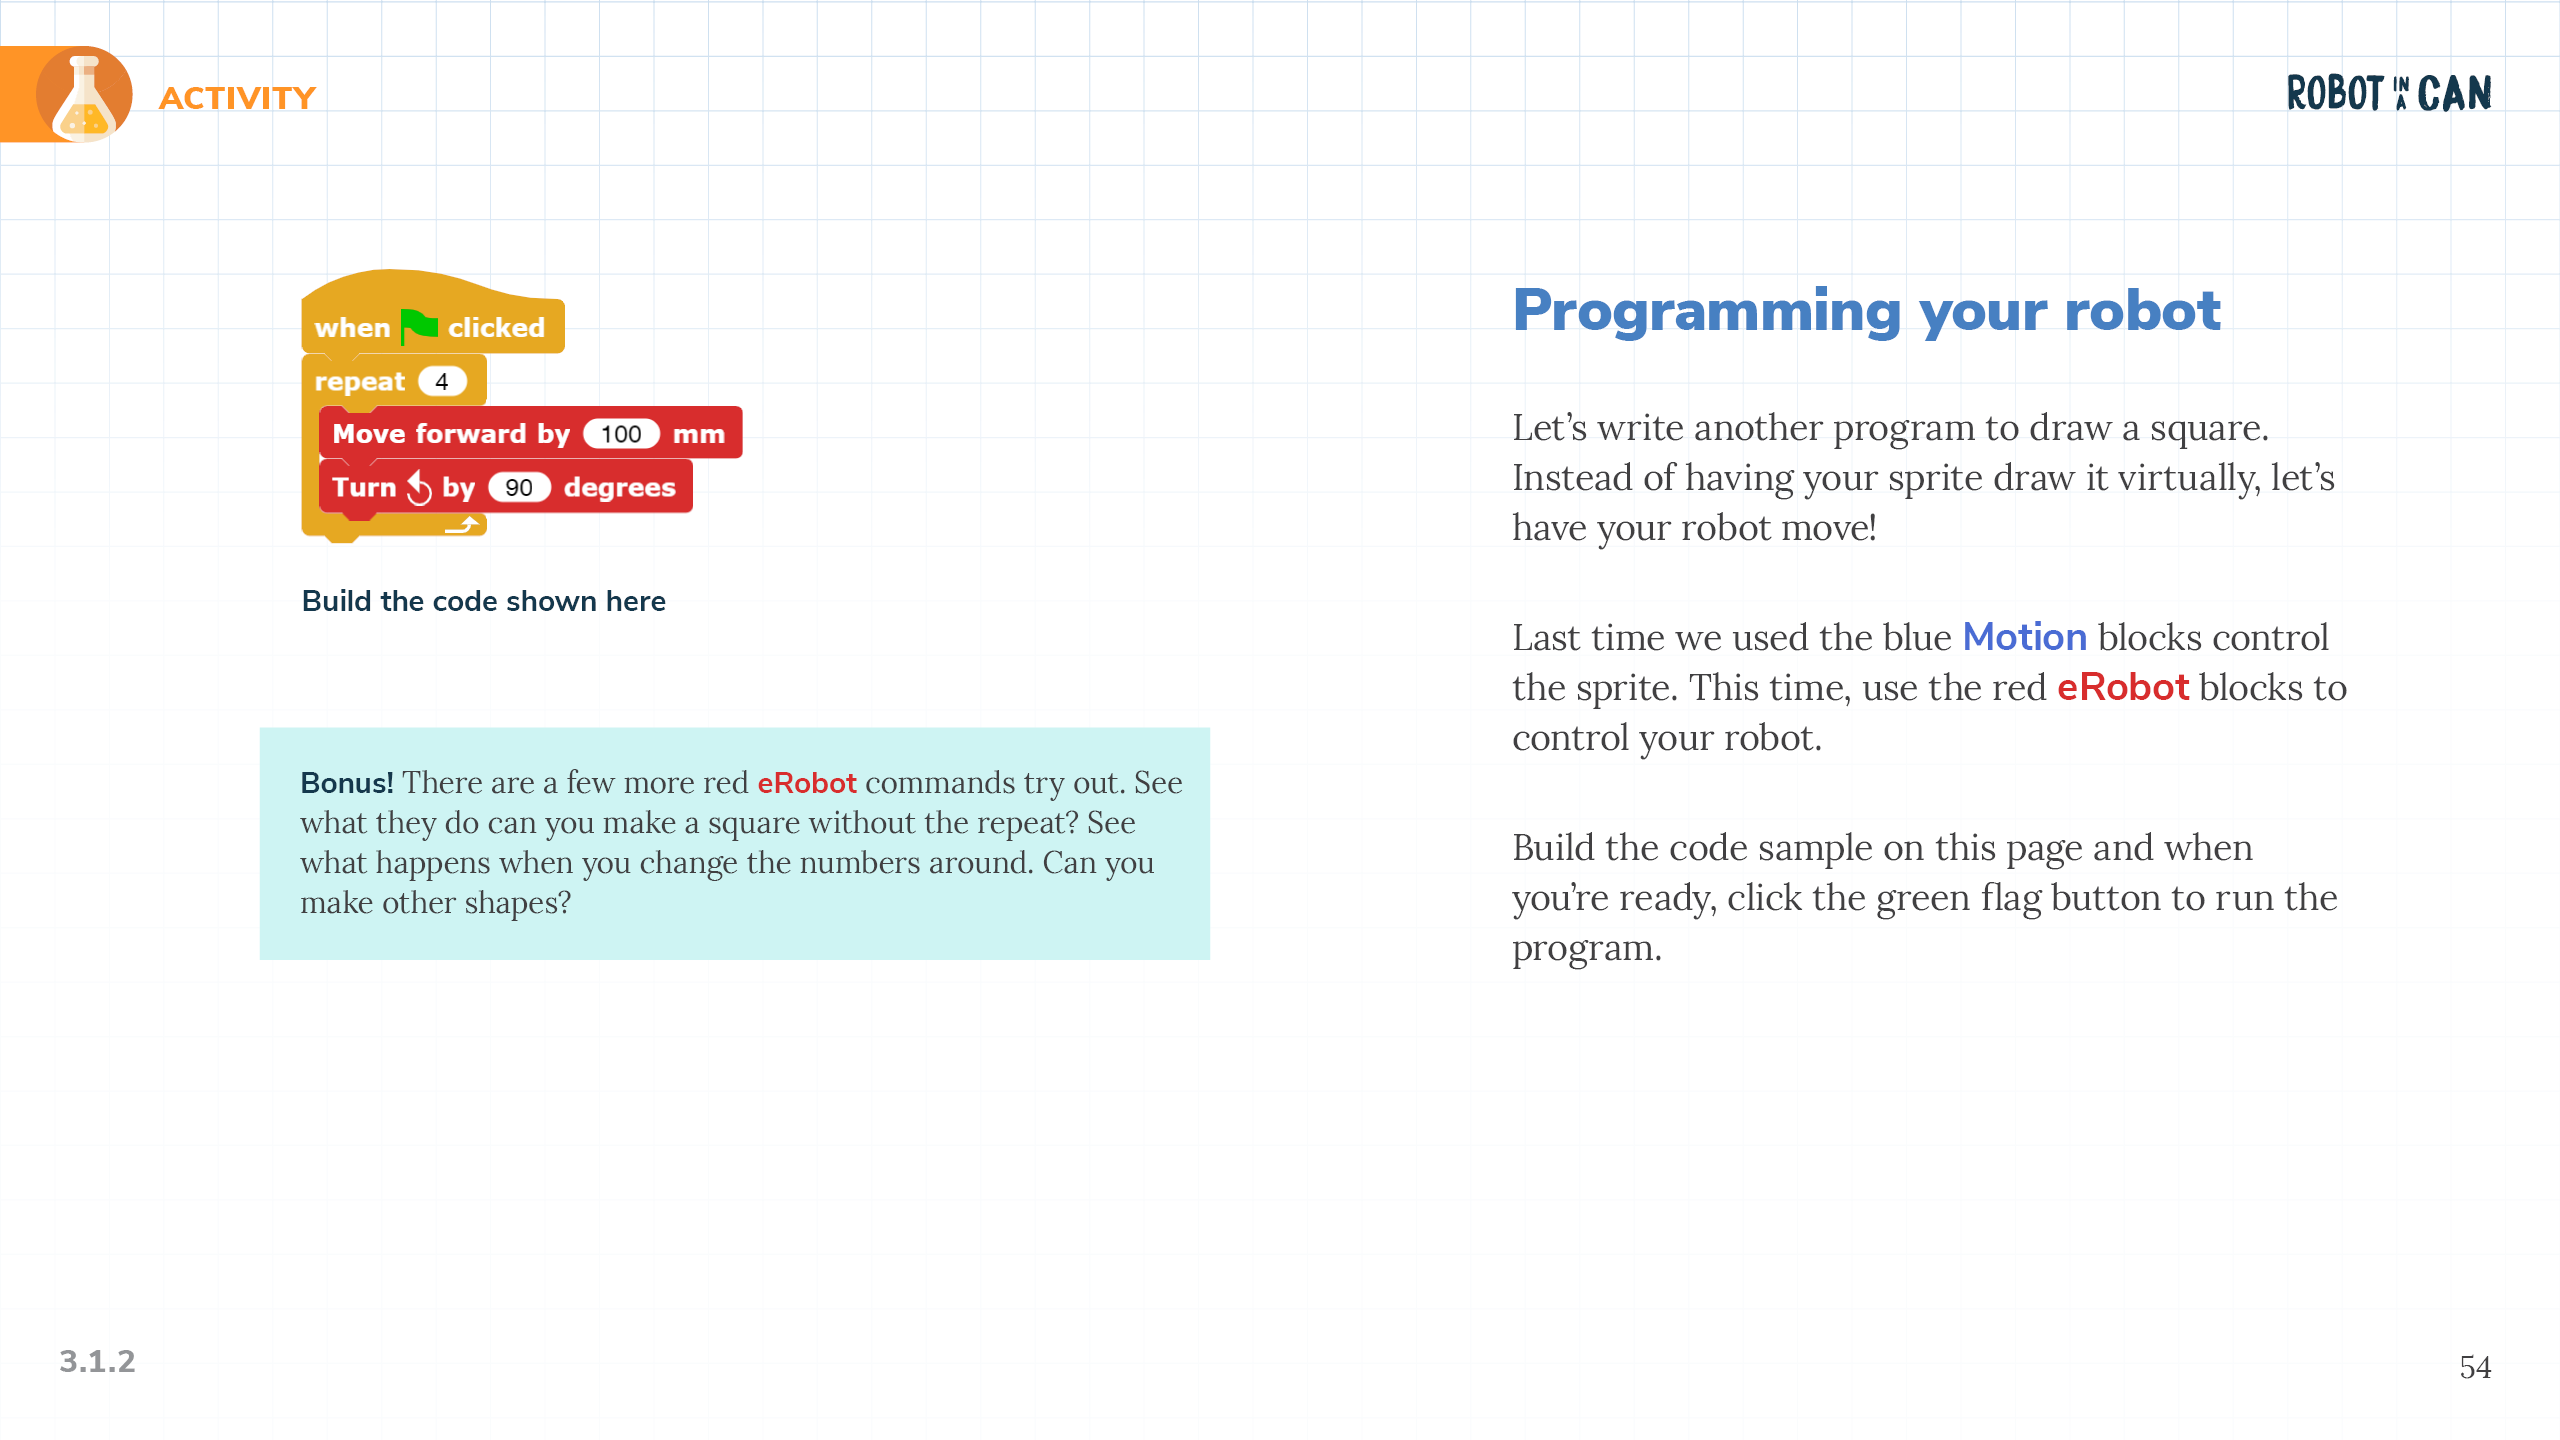 ACTIVITY
ROBOT IN A CAN
when clicked
repeat 4
Move forward by 100 mm
Turn by 90 degrees
Build the code shown here
Bonus! There are a few more red eRobot commands try out. See
what they do can you make a square without the repeat? See
what happens when you change the numbers around. Can you
make other shapes?
Programming your robot
Let’s write another program to draw a square.
Instead of having your sprite draw it virtually, let’s
have your robot move!
Last time we used the blue Motion blocks control
the sprite. This time, use the red eRobot blocks to
control your robot.
Build the code sample on this page and when
you’re ready, click the green flag button to run the
program.
3.1.2
54